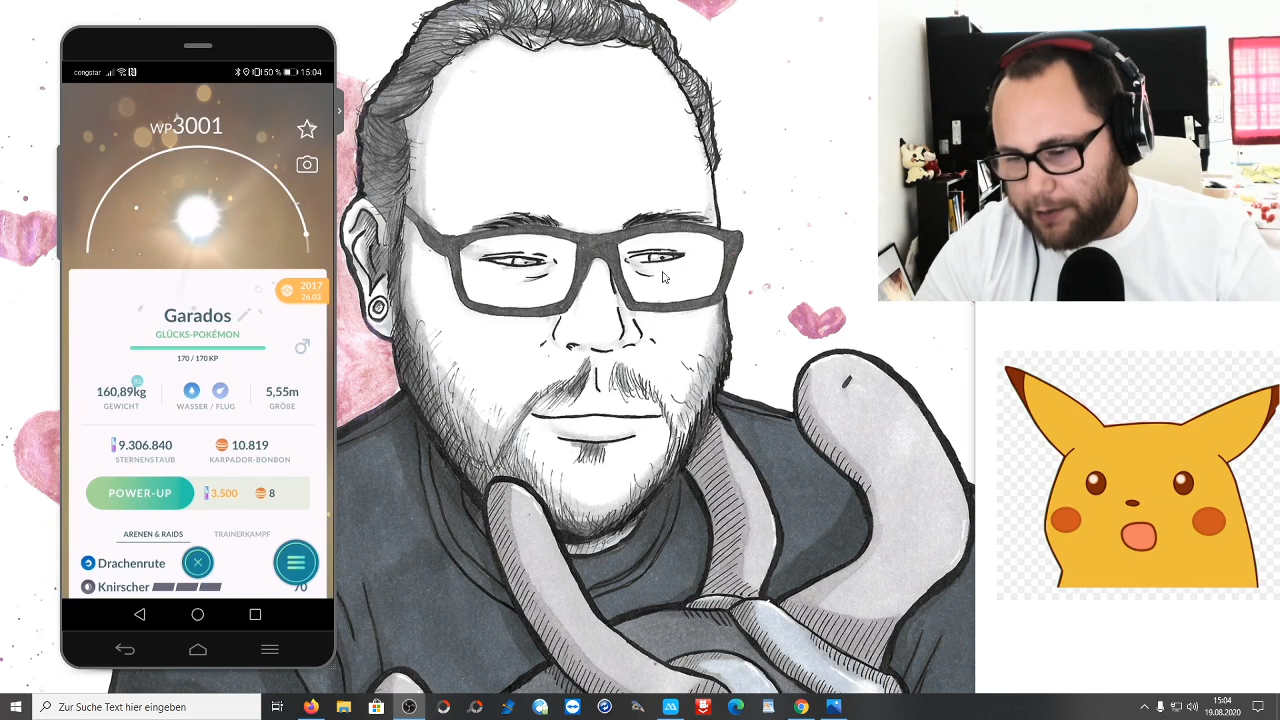 congstar 50 % 15.04
WP3001
2017
26.03
Garados
GLÜCKS-POKÉMON
170 / 170 KP
XS
160,89kg
GEWICHT
WASSER / FLUG
5,55m
GRÖSSE
9.306.840
STERNENSTAUB
10.819
KARPADOR-BONBON
POWER-UP
3.500
8
ARENEN & RAIDS
TRAINERKAMPF
Drachenrute
Knirscher
70
Zur Suche Text hier eingeben
15:04
19.08.2020